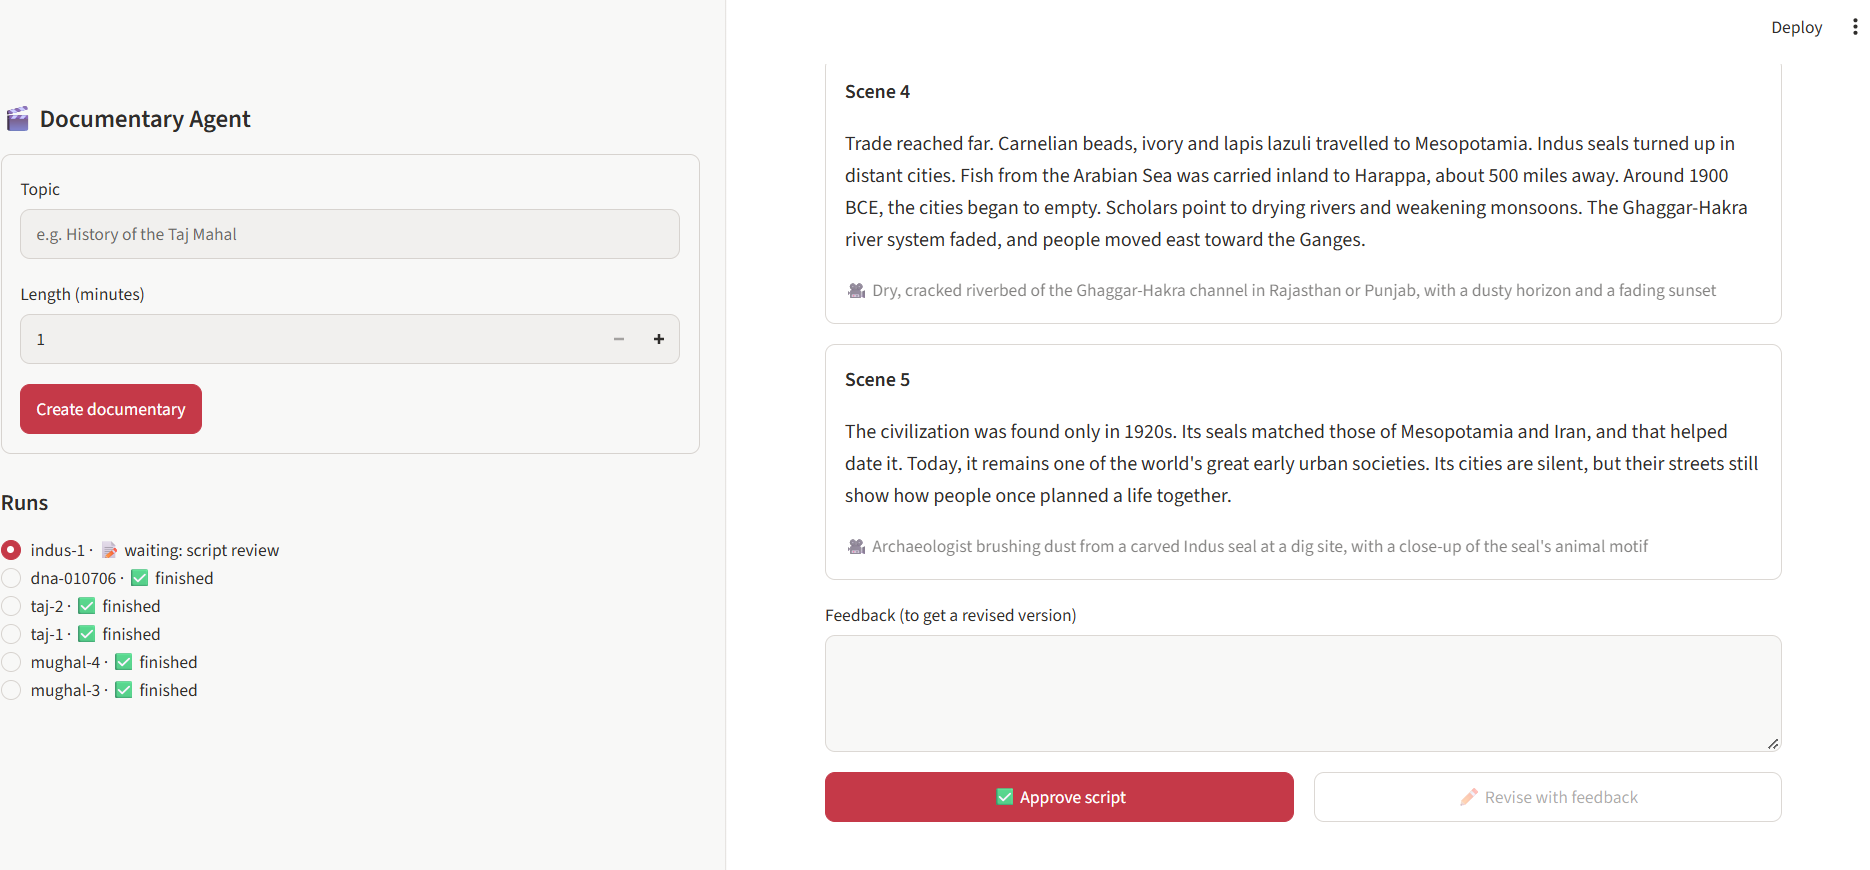 Deploy
Documentary Agent
Topic
e.g. History of the Taj Mahal
Length (minutes)
1
Create documentary
Runs
indus-1 · waiting: script review
dna-010706 · finished
taj-2 · finished
taj-1 · finished
mughal-4 · finished
mughal-3 · finished
Scene 4
Trade reached far. Carnelian beads, ivory and lapis lazuli travelled to Mesopotamia. Indus seals turned up in
distant cities. Fish from the Arabian Sea was carried inland to Harappa, about 500 miles away. Around 1900
BCE, the cities began to empty. Scholars point to drying rivers and weakening monsoons. The Ghaggar-Hakra
river system faded, and people moved east toward the Ganges.
Dry, cracked riverbed of the Ghaggar-Hakra channel in Rajasthan or Punjab, with a dusty horizon and a fading sunset
Scene 5
The civilization was found only in 1920s. Its seals matched those of Mesopotamia and Iran, and that helped
date it. Today, it remains one of the world's great early urban societies. Its cities are silent, but their streets still
show how people once planned a life together.
Archaeologist brushing dust from a carved Indus seal at a dig site, with a close-up of the seal's animal motif
Feedback (to get a revised version)
Approve script
Revise with feedback